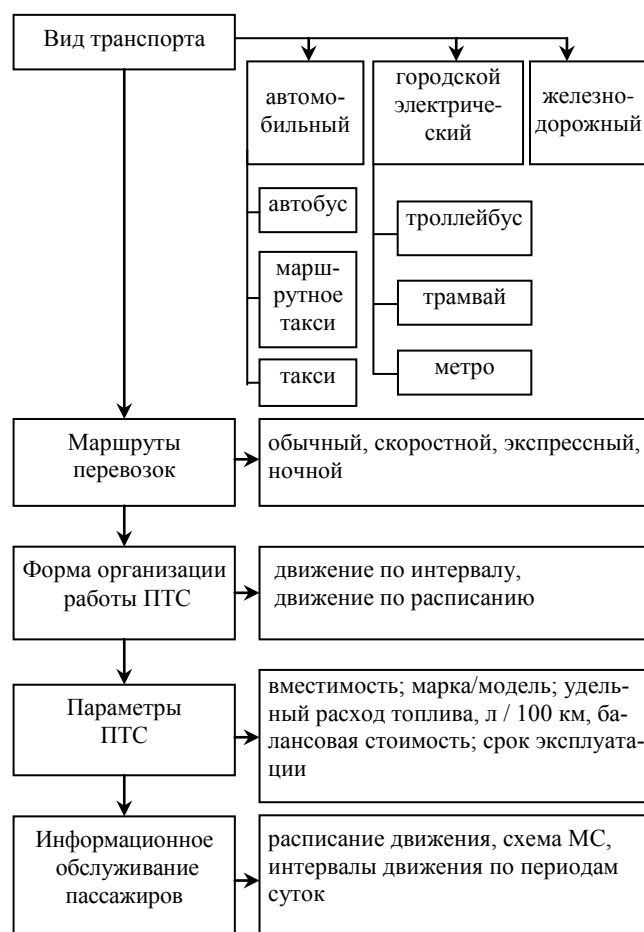 Вид транспорта
автомо-
бильный
городской
электриче-
ский
железно-
дорожный
автобус
марш-
рутное
такси
такси
троллейбус
трамвай
метро
Маршруты
перевозок
обычный, скоростной, экспрессный,
ночной
Форма организации
работы ПТС
движение по интервалу,
движение по расписанию
Параметры
ПТС
вместимость; марка/модель; удель-
ный расход топлива, л / 100 км, ба-
лансовая стоимость; срок эксплуата-
ции
Информационное
обслуживание
пассажиров
расписание движения, схема МС,
интервалы движения по периодам
суток